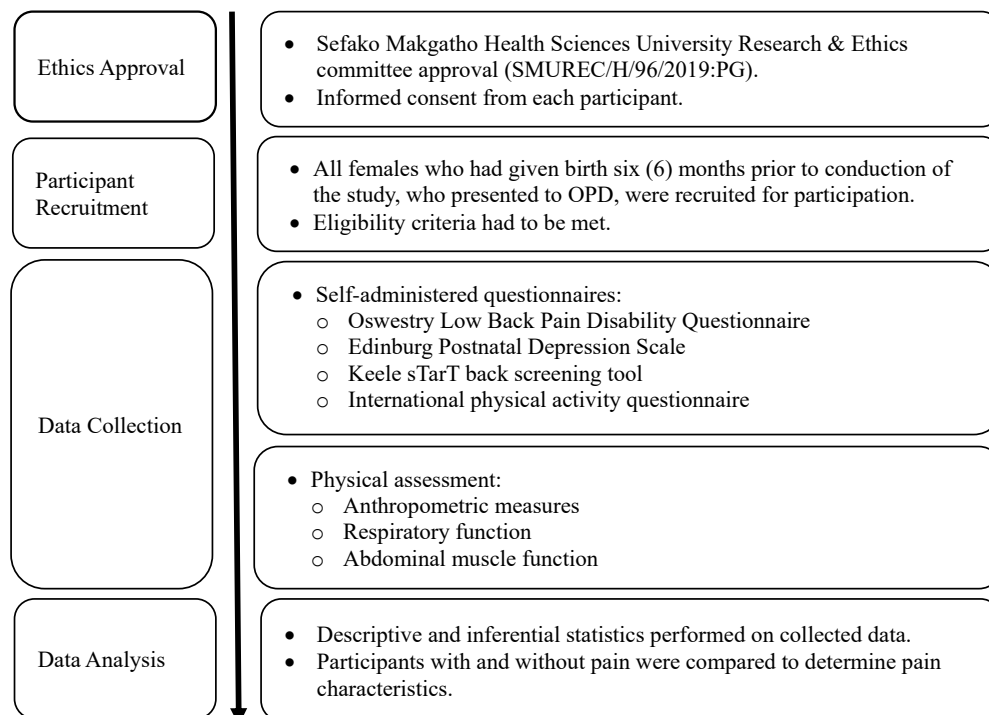 Ethics Approval
• Sefako Makgatho Health Sciences University Research & Ethics
committee approval (SMUREC/H/96/2019:PG).
• Informed consent from each participant.
Participant
Recruitment
• All females who had given birth six (6) months prior to conduction of
the study, who presented to OPD, were recruited for participation.
• Eligibility criteria had to be met.
Data Collection
• Self-administered questionnaires:
o Oswestry Low Back Pain Disability Questionnaire
o Edinburg Postnatal Depression Scale
o Keele sTarT back screening tool
o International physical activity questionnaire
• Physical assessment:
o Anthropometric measures
o Respiratory function
o Abdominal muscle function
Data Analysis
• Descriptive and inferential statistics performed on collected data.
• Participants with and without pain were compared to determine pain
characteristics.